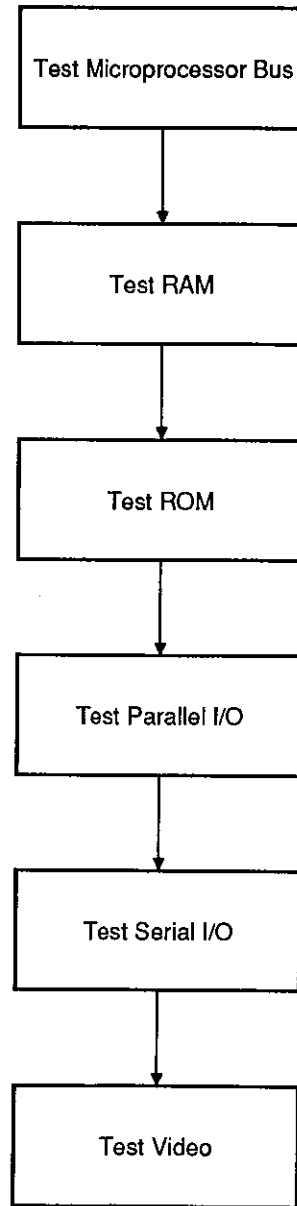 Test Microprocessor Bus
Test RAM
Test ROM
Test Parallel I/O
Test Serial I/O
Test Video